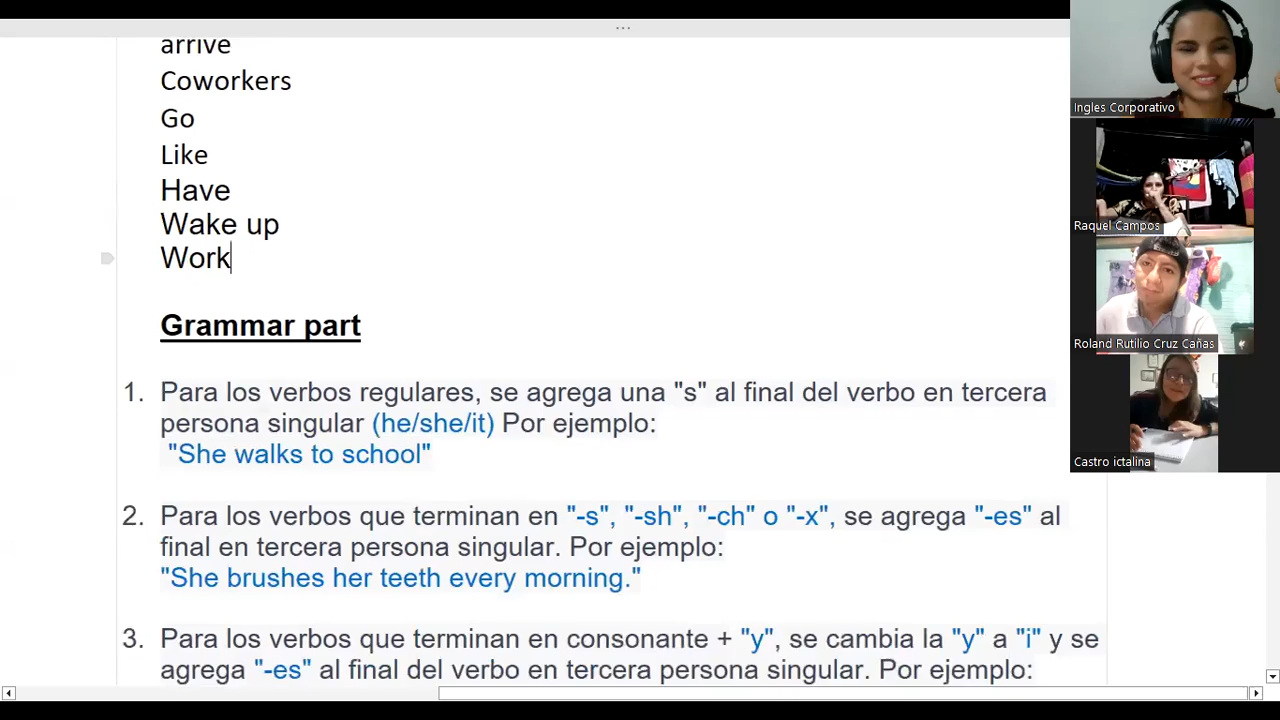 arrive
Coworkers
Go
Like
Have
Wake up
Work
Grammar part
1. Para los verbos regulares, se agrega una "s" al final del verbo en tercera
persona singular (he/she/it) Por ejemplo:
"She walks to school"
2. Para los verbos que terminan en "-s", "-sh", "-ch" o "-x", se agrega "-es" al
final en tercera persona singular. Por ejemplo:
"She brushes her teeth every morning."
3. Para los verbos que terminan en consonante + "y", se cambia la "y" a "i" y se
agrega "-es" al final del verbo en tercera persona singular. Por ejemplo:
Ingles Corporativo
Raquel Campos
Roland Rutilio Cruz Cañas
Castro ictalina